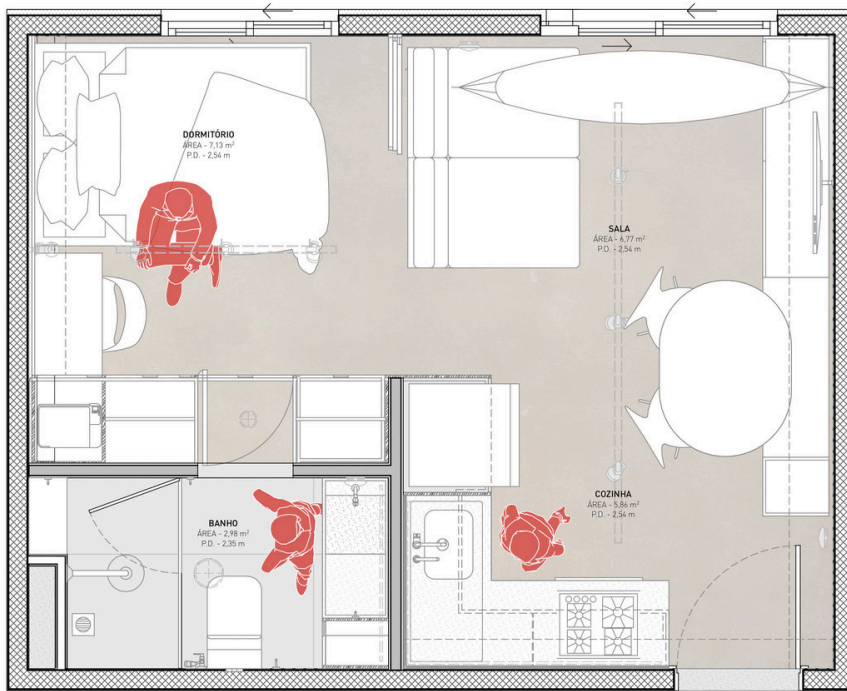 DORMITÓRIO
ÁREA - 7,13 m²
P.D. - 2,54 m
SALA
ÁREA - 6,77 m²
P.D. - 2,54 m
COZINHA
ÁREA - 5,86 m²
P.D. - 2,54 m
BANHO
ÁREA - 2,98 m²
P.D. - 2,35 m